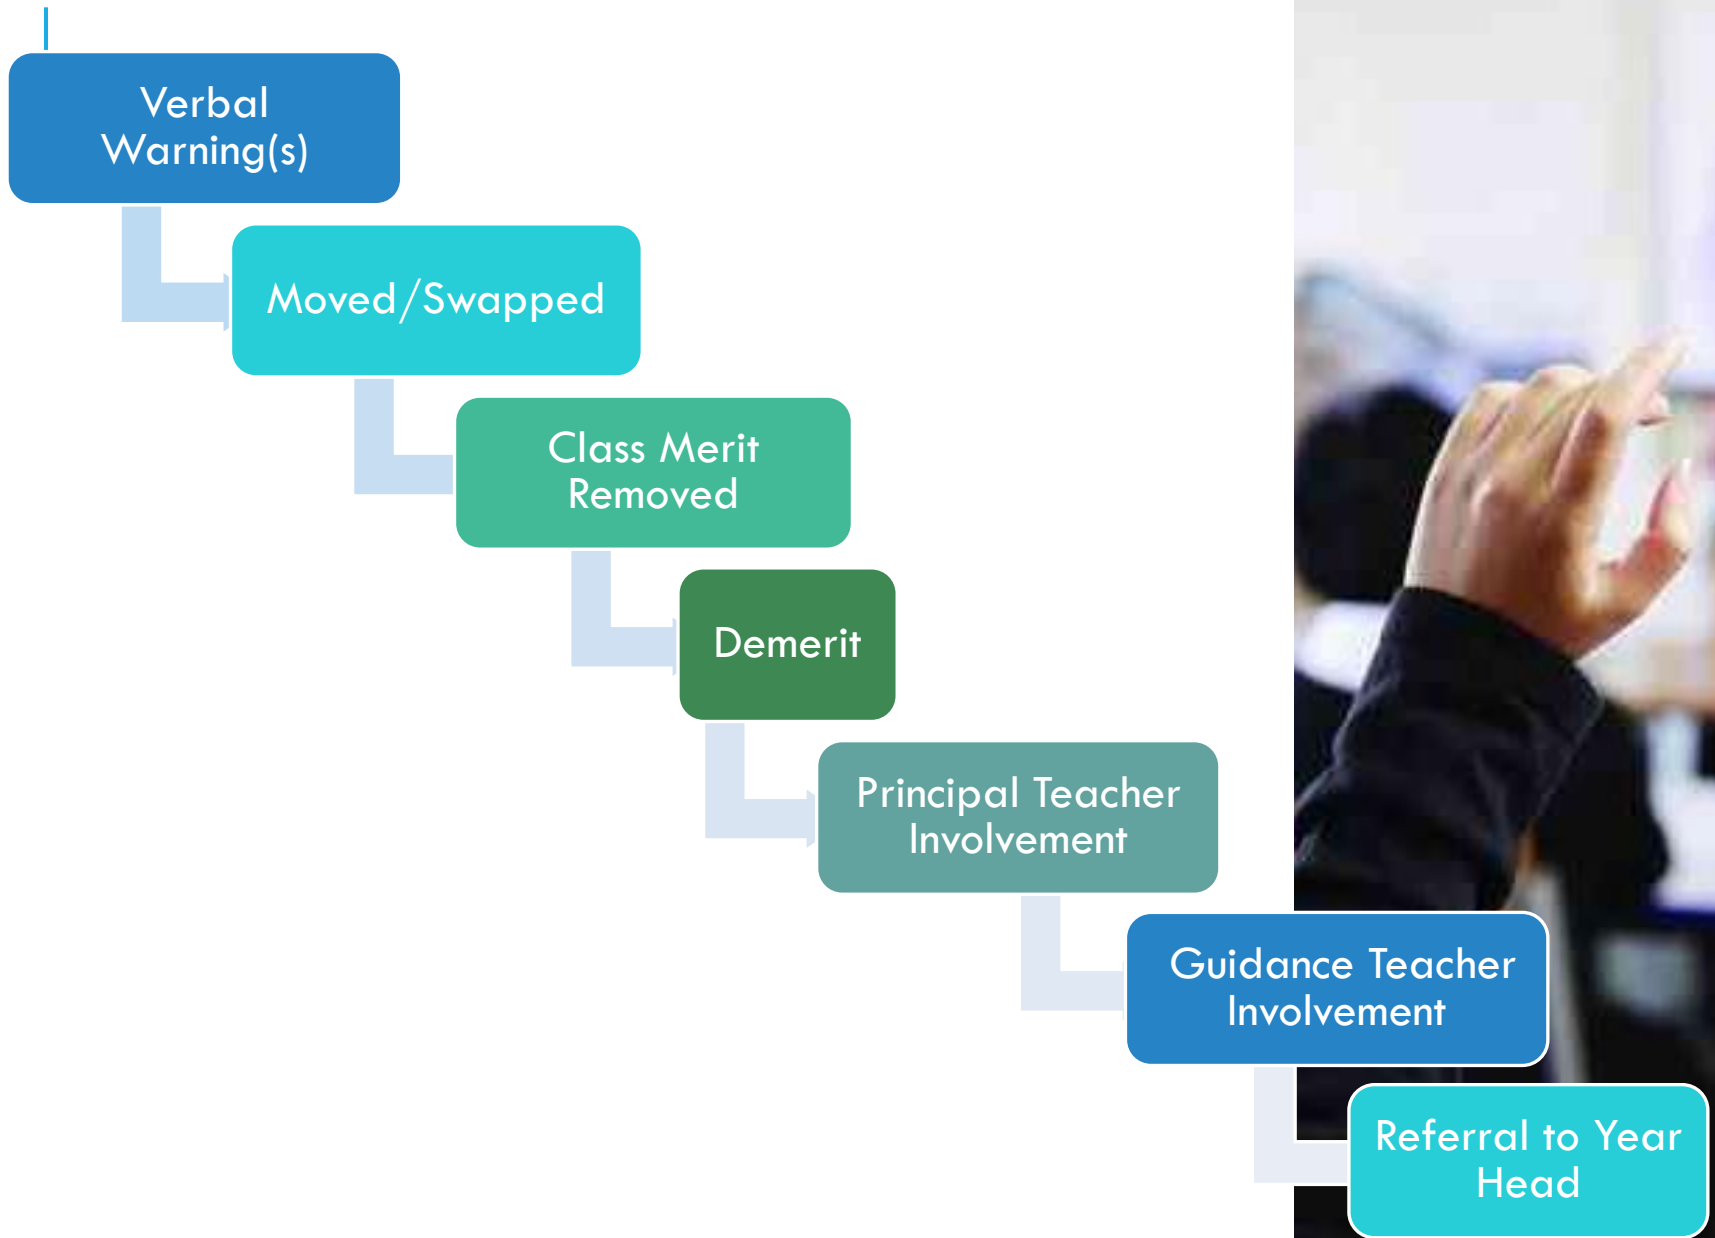 Verbal
Warning(s)
Moved/Swapped
Class Merit
Removed
Demerit
Principal Teacher
Involvement
Guidance Teacher
Involvement
Referral to Year
Head